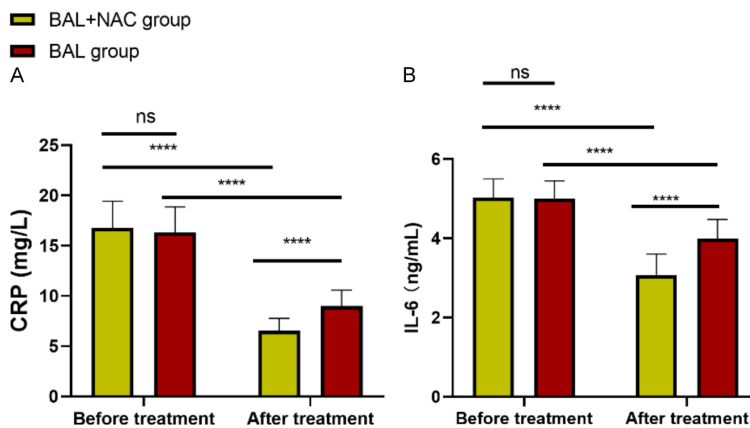 BAL+NAC group
BAL group
A
ns
****
****
****
25
20
15
10
5
0
CRP (mg/L)
Before treatment
After treatment
B
ns
****
****
****
6
4
2
0
IL-6 (ng/mL)
Before treatment
After treatment